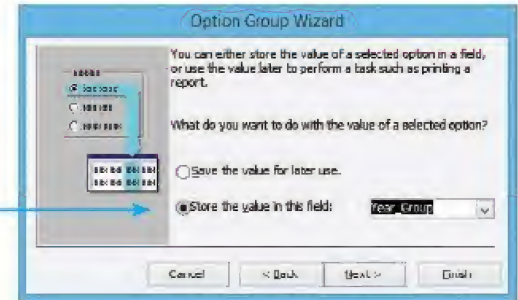 Option Group Wizard
You can either store the value of a selected option in a field,
or use the value later to perform a task such as printing a
report.
What do you want to do with the value of a selected option?
Save the value for later use.
Store the value in this field:
Year_Group
Cancel
< Back
Next >
Finish